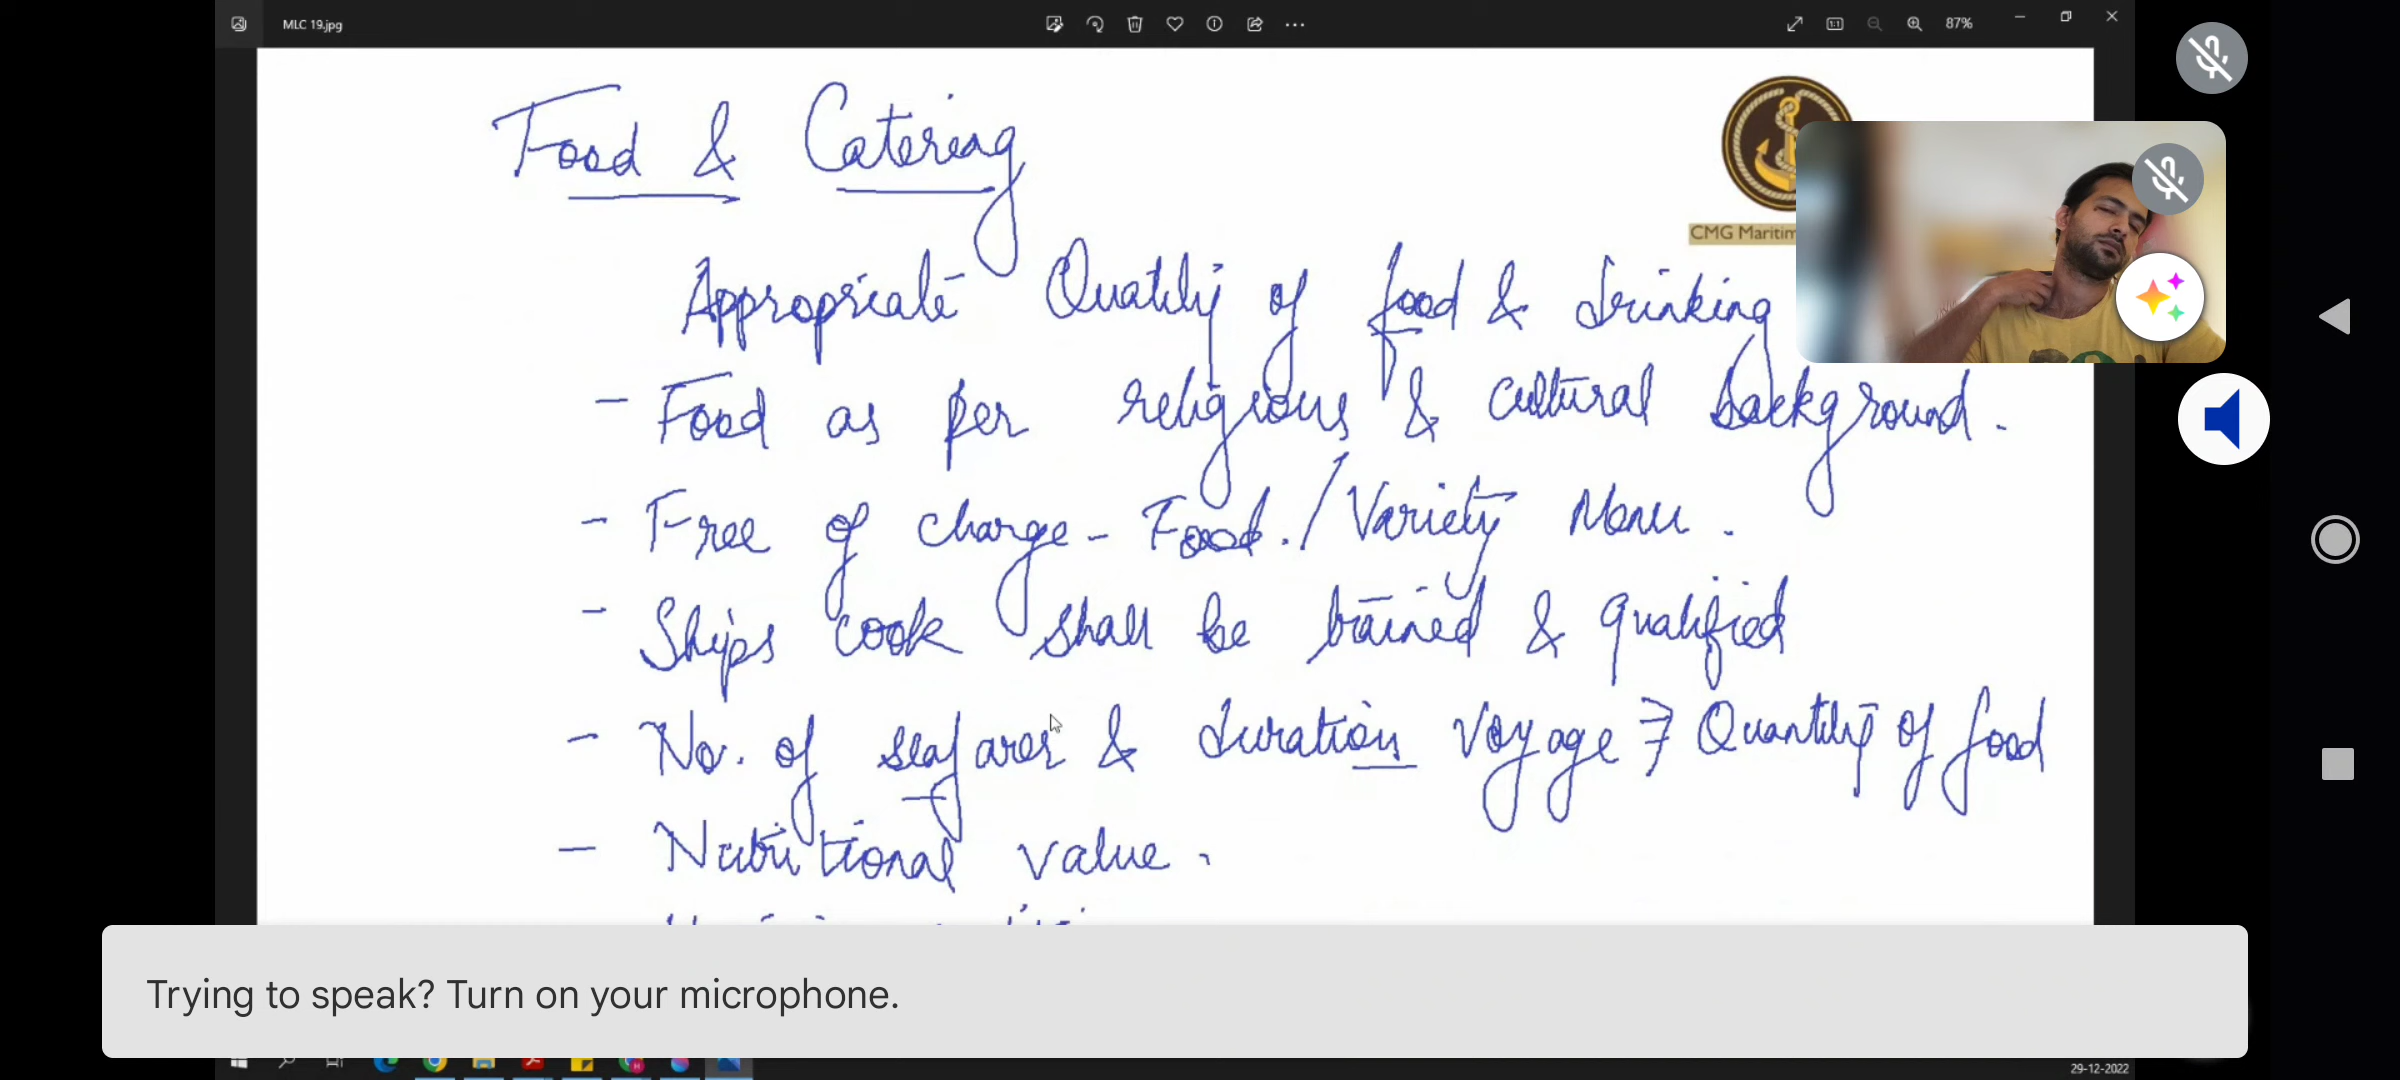 MLC 19.jpg
87%
Food & Catering
CMG Maritim
Appropriate Quality of food & drinking
- Food as per religious & cultural background.
- Free of charge - Food. / Variety Menu.
- Ships cook shall be trained & qualified
- No. of seafarer & duration voyage Quantity of food
- Nutritional value.
Trying to speak? Turn on your microphone.
29-12-2022